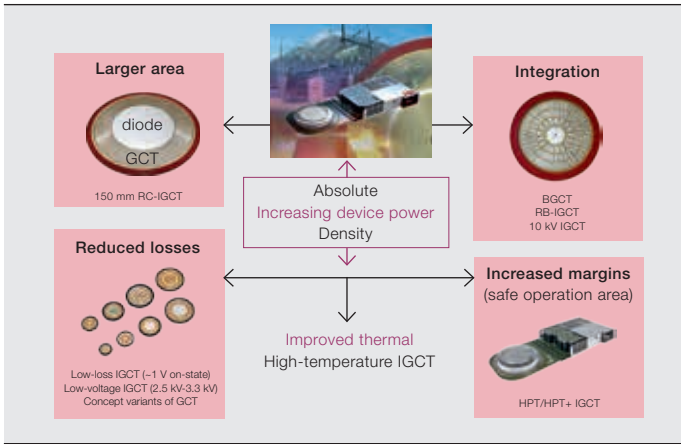 Larger area
diode
GCT
150 mm RC-IGCT
Integration
BGCT
RB-IGCT
10 kV IGCT
Absolute
Increasing device power
Density
Reduced losses
Low-loss IGCT (~1 V on-state)
Low-voltage IGCT (2.5 kV-3.3 kV)
Concept variants of GCT
Improved thermal
High-temperature IGCT
Increased margins
(safe operation area)
HPT/HPT+ IGCT